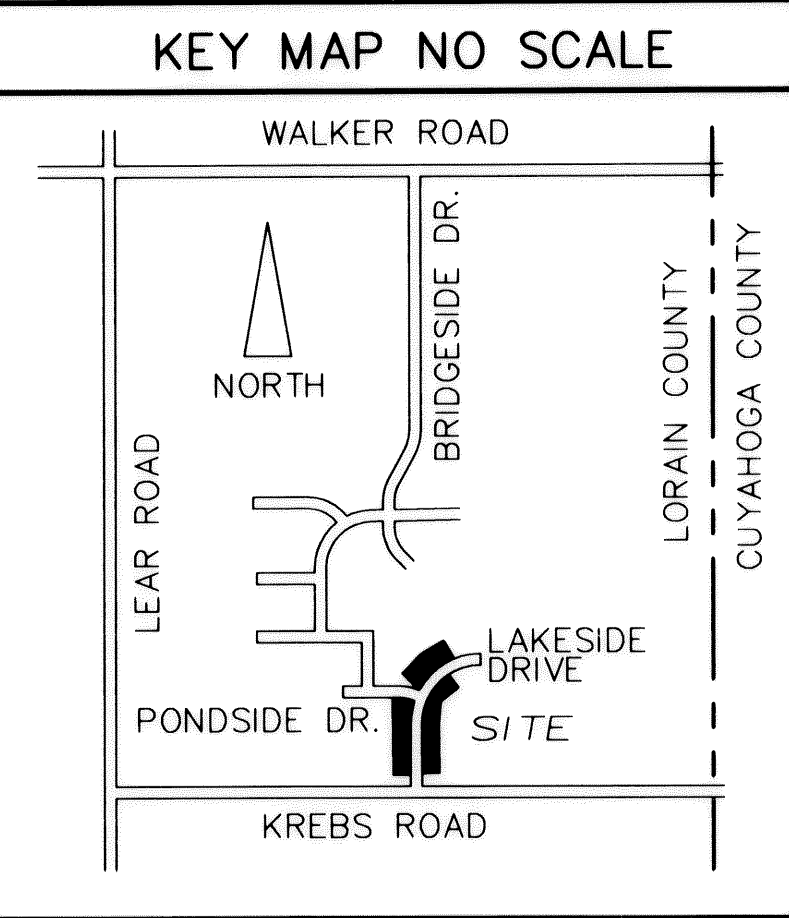 KEY MAP NO SCALE
WALKER ROAD
BRIDGESIDE DR.
NORTH
LORAIN COUNTY
CUYAHOGA COUNTY
LEAR ROAD
LAKESIDE
DRIVE
PONDSIDE DR.
SITE
KREBS ROAD